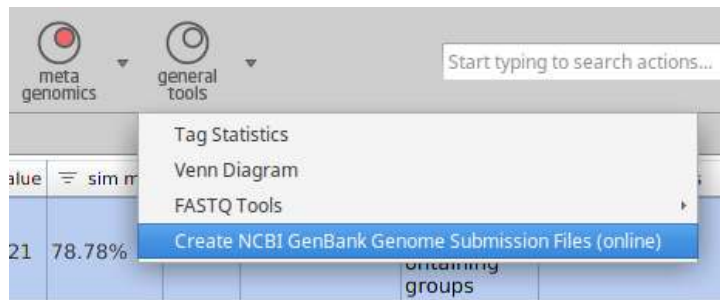 meta
genomics
general
tools
Start typing to search actions...
Tag Statistics
Venn Diagram
FASTQ Tools
Create NCBI GenBank Genome Submission Files (online)
sim m
21 78.78%
groups